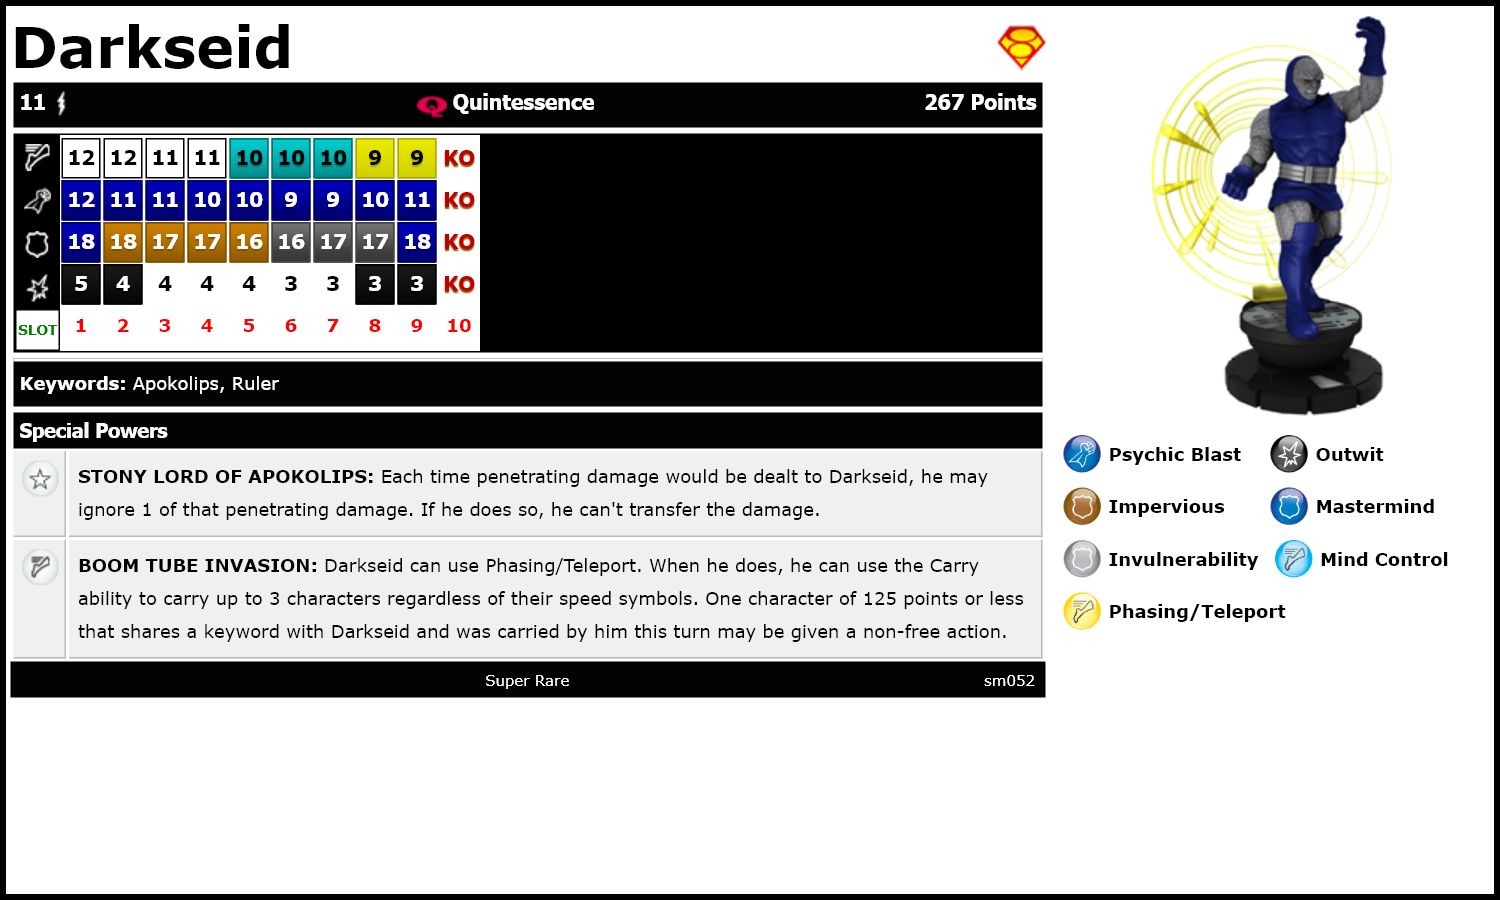 Darkseid
11 Quintessence 267 Points
12 12 11 11 10 10 10 9 9 KO
12 11 11 10 10 9 9 10 11 KO
18 18 17 17 16 16 17 17 18 KO
5 4 4 4 4 3 3 3 3 KO
SLOT 1 2 3 4 5 6 7 8 9 10
Keywords: Apokolips, Ruler
Special Powers
STONY LORD OF APOKOLIPS: Each time penetrating damage would be dealt to Darkseid, he may
ignore 1 of that penetrating damage. If he does so, he can't transfer the damage.
BOOM TUBE INVASION: Darkseid can use Phasing/Teleport. When he does, he can use the Carry
ability to carry up to 3 characters regardless of their speed symbols. One character of 125 points or less
that shares a keyword with Darkseid and was carried by him this turn may be given a non-free action.
Super Rare sm052
Psychic Blast Outwit
Impervious Mastermind
Invulnerability Mind Control
Phasing/Teleport